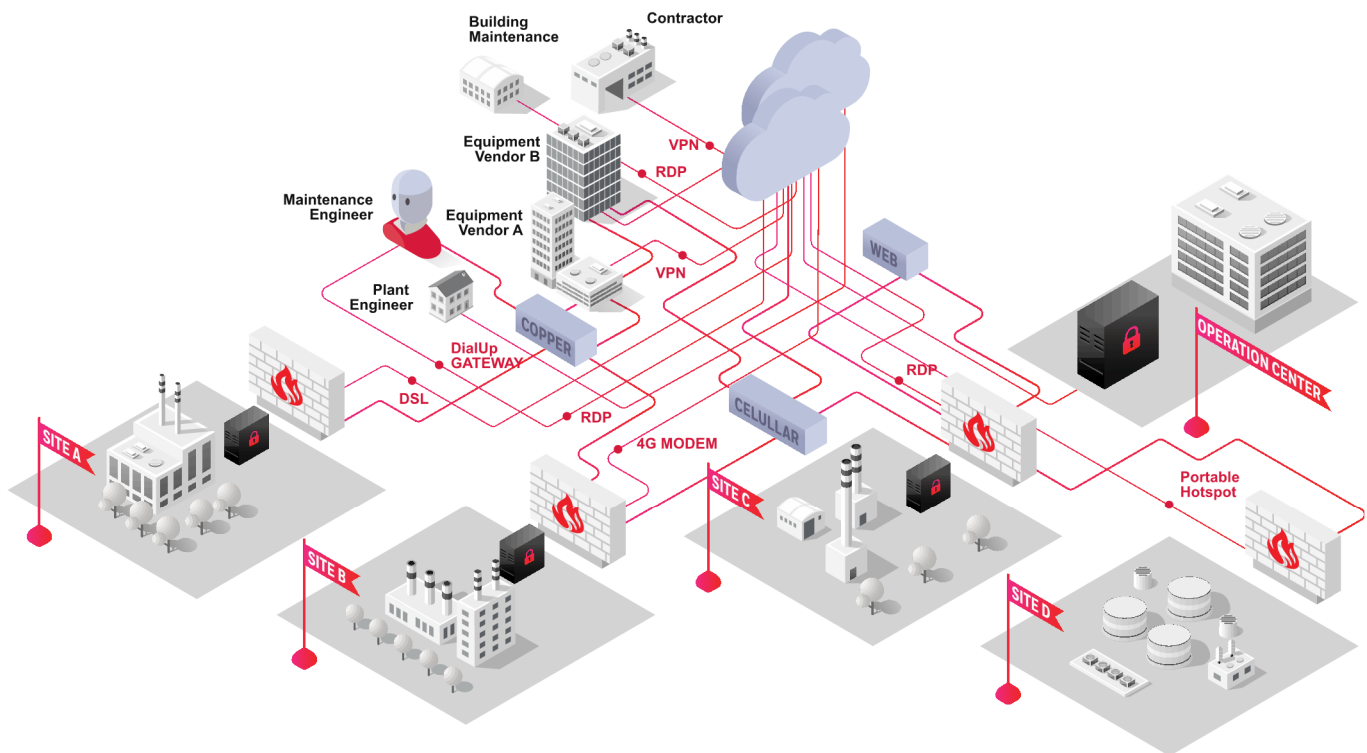 Building
Maintenance
Contractor
Equipment
Vendor B
VPN
RDP
Maintenance
Engineer
Equipment
Vendor A
VPN
WEB
Plant
Engineer
COPPER
DialUp
GATEWAY
DSL
RDP
RDP
CELULLAR
4G MODEM
OPERATION CENTER
Portable
Hotspot
SITE A
SITE B
SITE C
SITE D